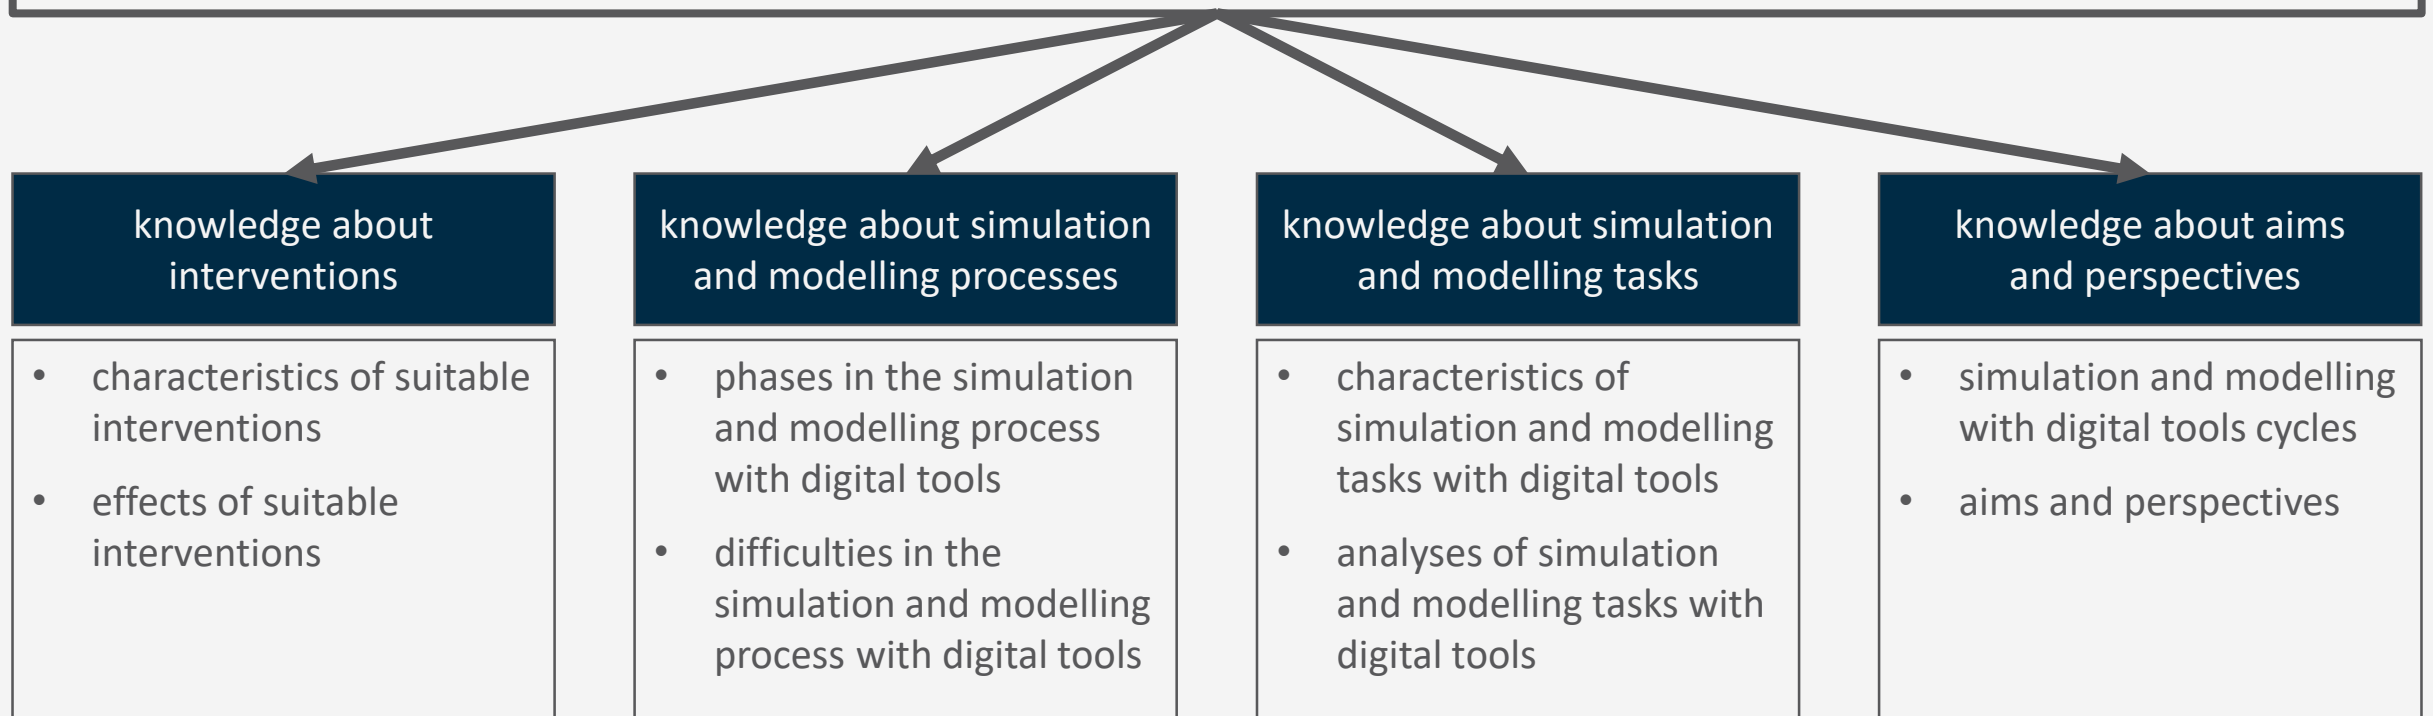 knowledge about
interventions
• characteristics of suitable
interventions
• effects of suitable
interventions
knowledge about simulation
and modelling processes
• phases in the simulation
and modelling process
with digital tools
• difficulties in the
simulation and modelling
process with digital tools
knowledge about simulation
and modelling tasks
• characteristics of
simulation and modelling
tasks with digital tools
• analyses of simulation
and modelling tasks with
digital tools
knowledge about aims
and perspectives
• simulation and modelling
with digital tools cycles
• aims and perspectives